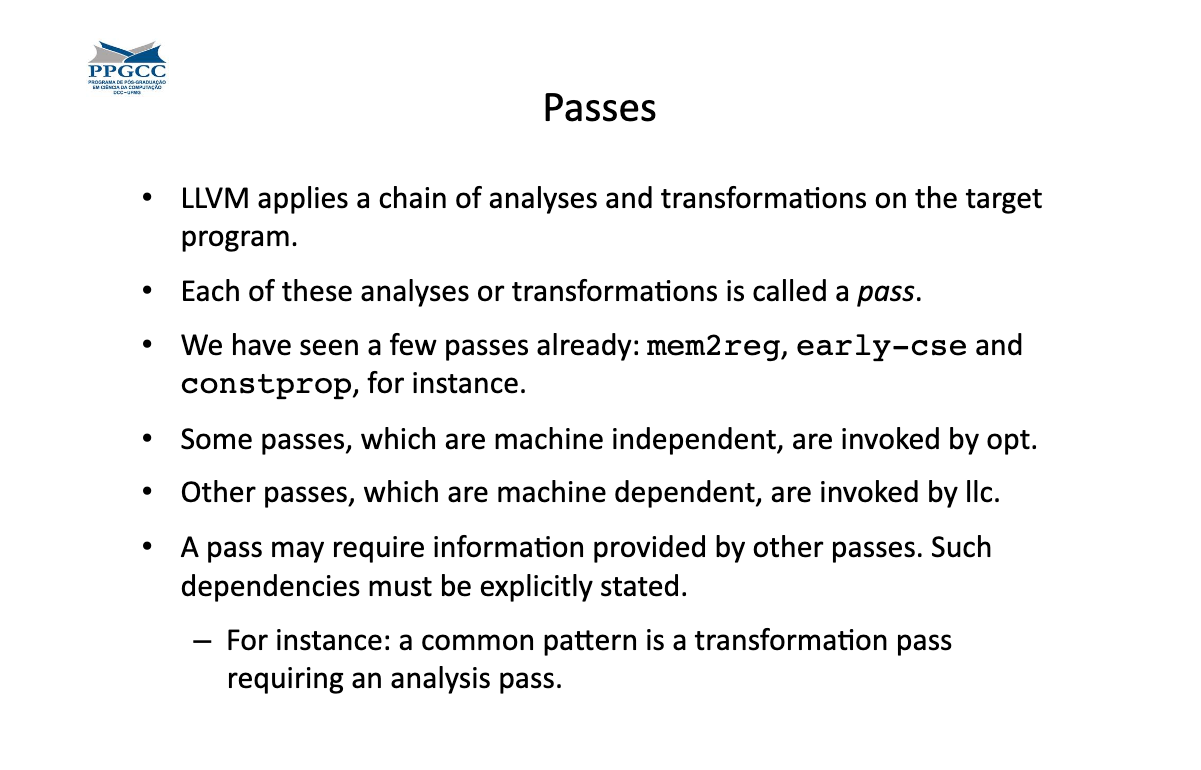 PPGCC
PROGRAMA DE PÓS-GRADUAÇÃO
EM CIÊNCIA DA COMPUTAÇÃO
DCC-UFMG
Passes
• LLVM applies a chain of analyses and transformations on the target
program.
• Each of these analyses or transformations is called a pass.
• We have seen a few passes already: mem2reg, early-cse and
constprop, for instance.
• Some passes, which are machine independent, are invoked by opt.
• Other passes, which are machine dependent, are invoked by llc.
• A pass may require information provided by other passes. Such
dependencies must be explicitly stated.
– For instance: a common pattern is a transformation pass
requiring an analysis pass.